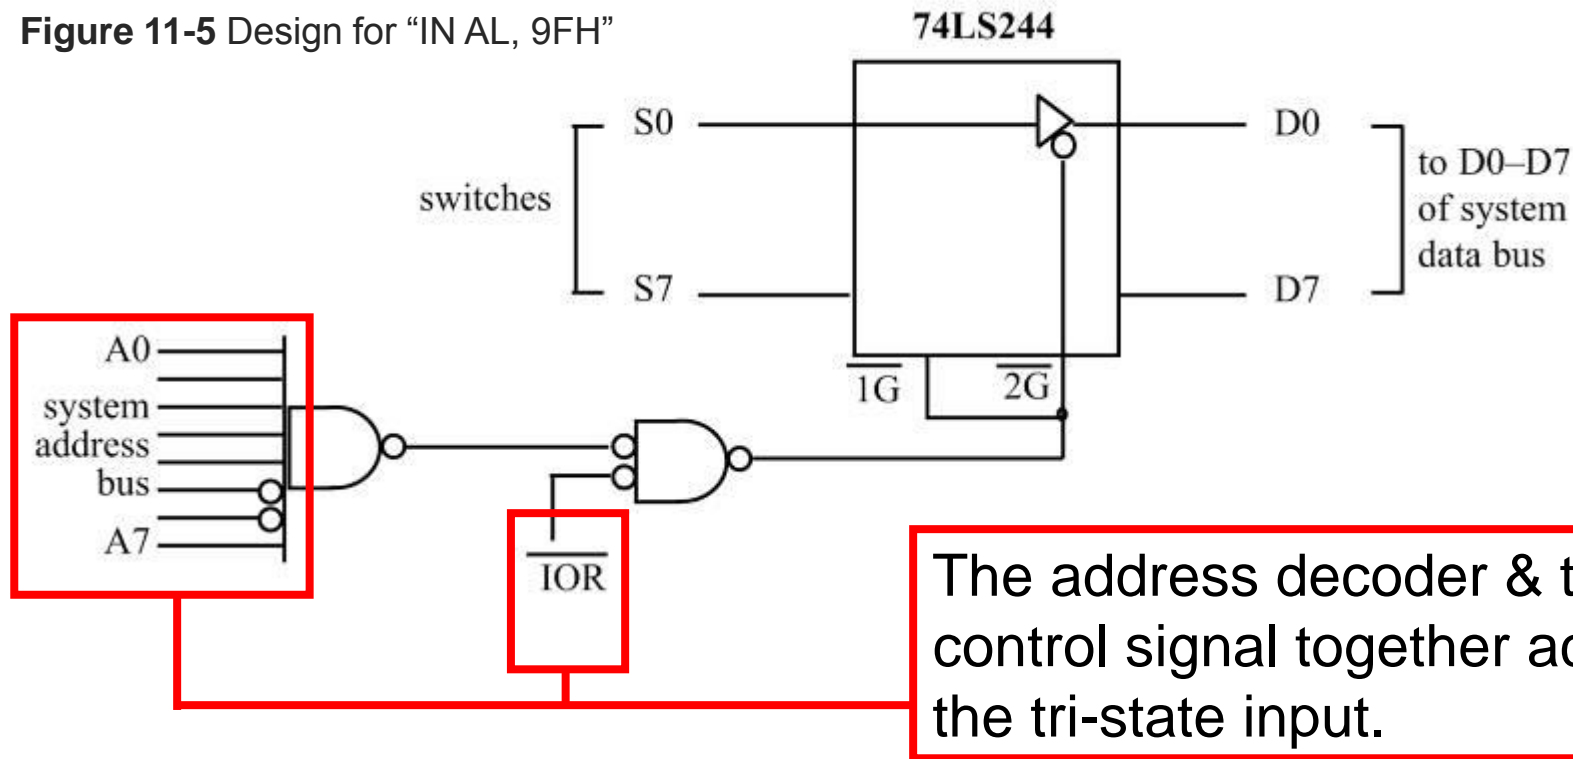 Figure 11-5 Design for “IN AL, 9FH”
74LS244
S0
D0
switches
to D0–D7
of system
data bus
S7
D7
A0
system
address
bus
A7
1G
2G
IOR
The address decoder &
control signal together
the tri-state input.